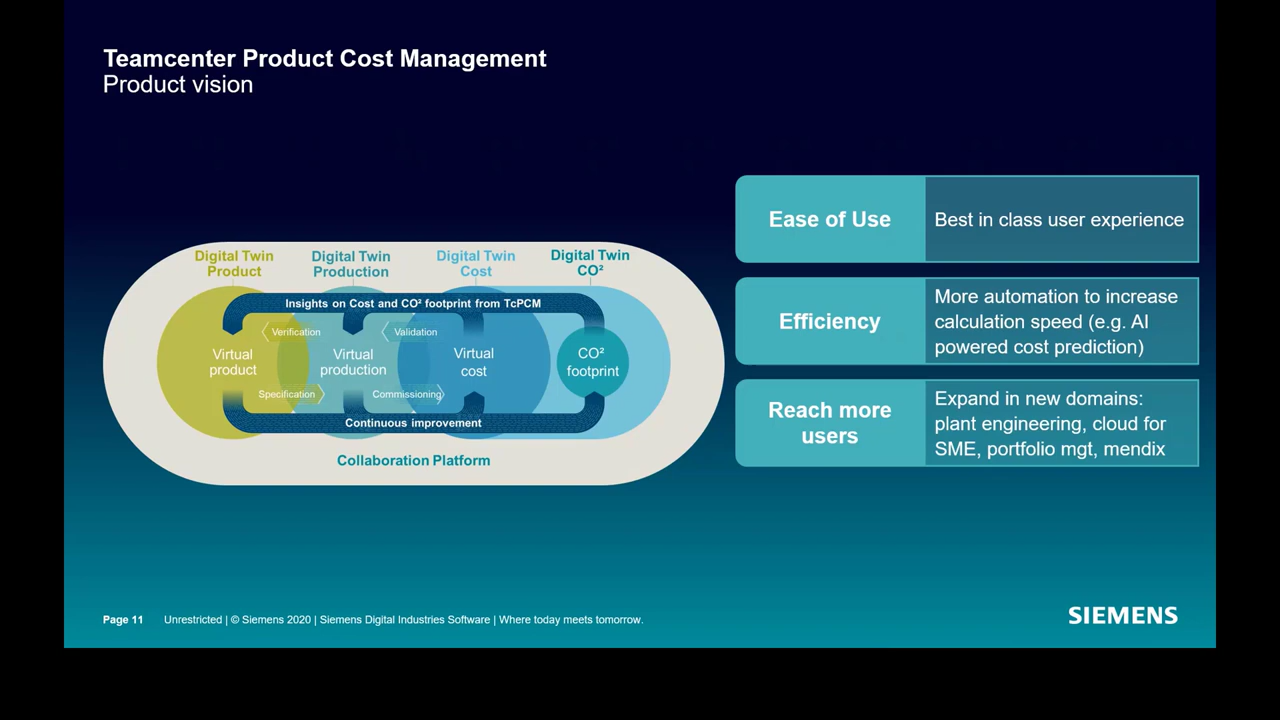 Teamcenter Product Cost Management
Product vision
Digital Twin
Product
Digital Twin
Production
Digital Twin
Cost
Digital Twin
CO²
Insights on Cost and CO² footprint from TcPCM
Verification
Validation
Virtual
product
Virtual
production
Virtual
cost
CO²
footprint
Specification
Commissioning
Continuous improvement
Collaboration Platform
Ease of Use
Best in class user experience
Efficiency
More automation to increase
calculation speed (e.g. AI
powered cost prediction)
Reach more
users
Expand in new domains:
plant engineering, cloud for
SME, portfolio mgt, mendix
Page 11
Unrestricted | © Siemens 2020 | Siemens Digital Industries Software | Where today meets tomorrow.
SIEMENS